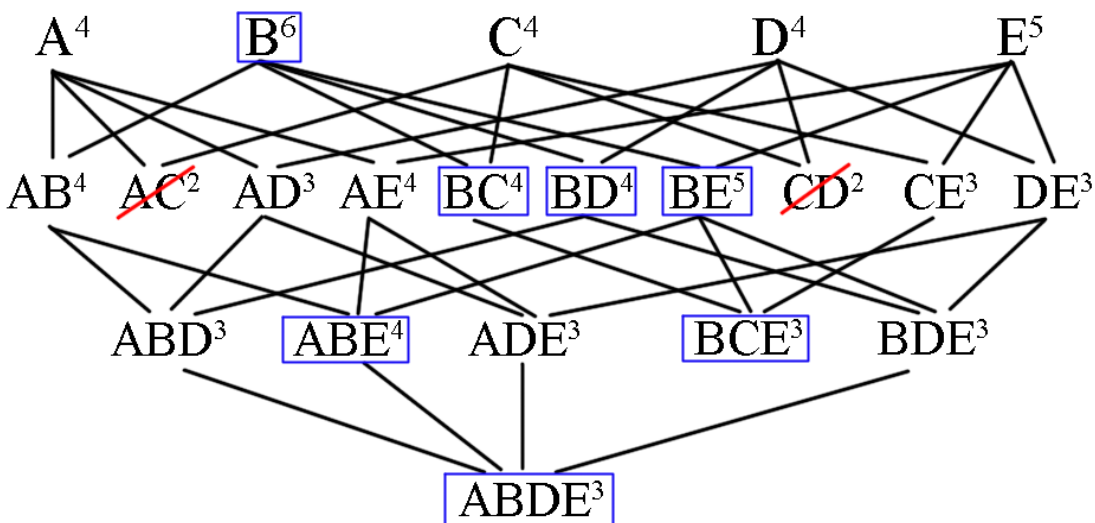 A⁴ B⁶ C⁴ D⁴ E⁵
AB⁴ AC² AD³ AE⁴ BC⁴ BD⁴ BE⁵ CD² CE³ DE³
ABD³ ABE⁴ ADE³ BCE³ BDE³
ABDE³